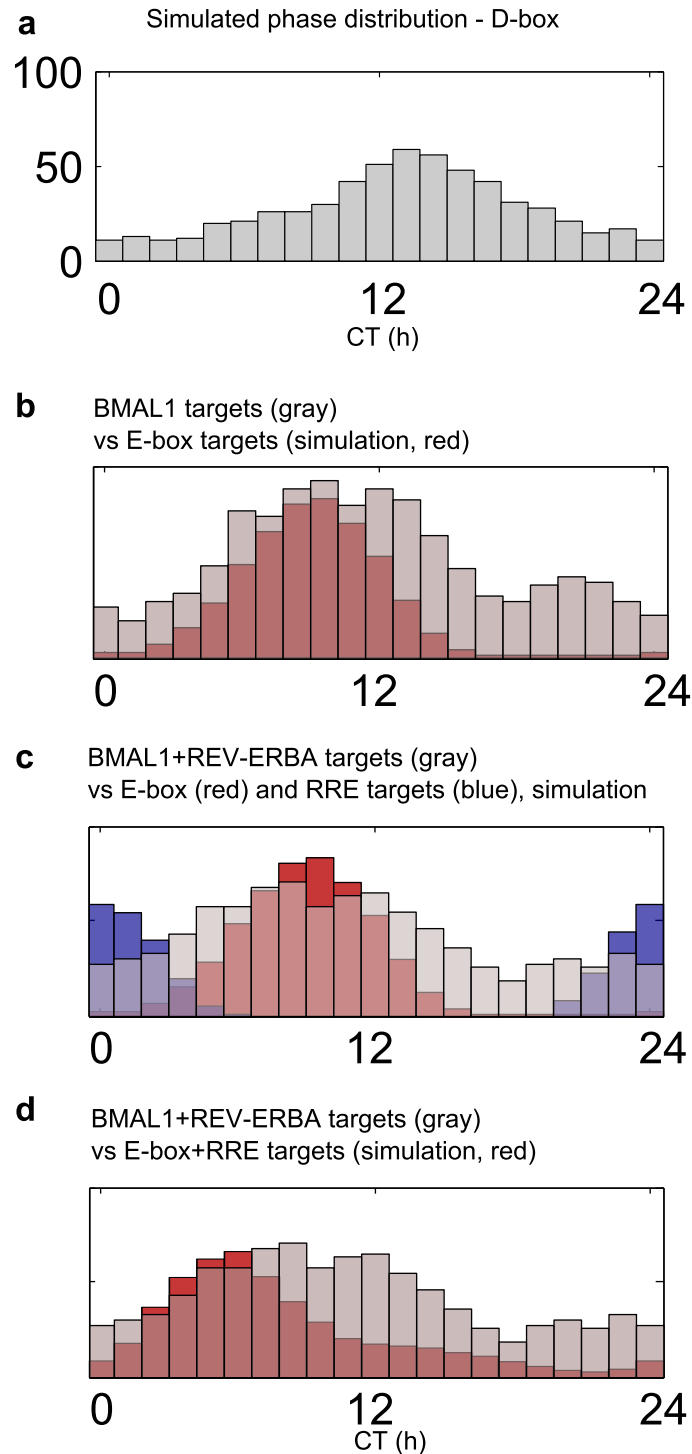 a
Simulated phase distribution - D-box
100
50
0
0 12 24
CT (h)
b
BMAL1 targets (gray)
vs E-box targets (simulation, red)
0 12 24
c
BMAL1+REV-ERBA targets (gray)
vs E-box (red) and RRE targets (blue), simulation
0 12 24
d
BMAL1+REV-ERBA targets (gray)
vs E-box+RRE targets (simulation, red)
0 12 24
CT (h)